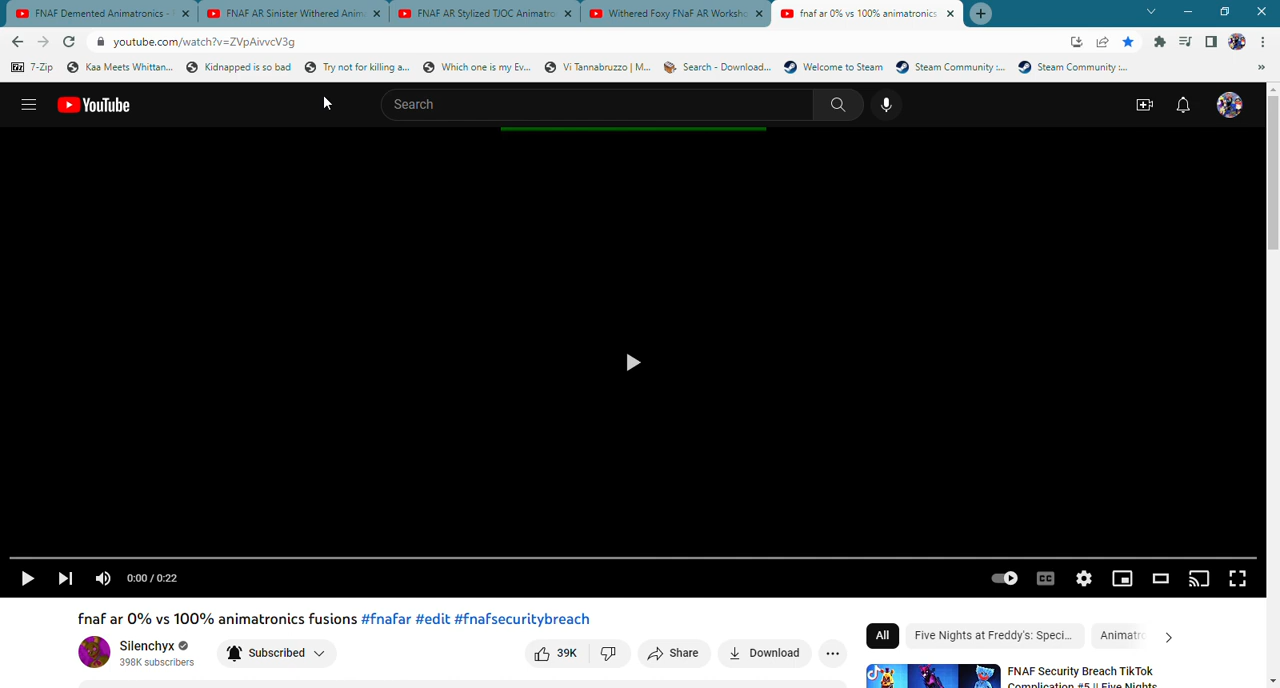 FNAF Demented Animatronics -
FNAF AR Sinister Withered Anim
FNAF AR Stylized TJOC Animatro
Withered Foxy FNaF AR Worksho
fnaf ar 0% vs 100% animatronics
youtube.com/watch?v=ZVpAivvcV3g
7-Zip
Kaa Meets Whittan...
Kidnapped is so bad
Try not for killing a...
Which one is my Ev...
Vi Tannabruzzo | M...
Search - Download...
Welcome to Steam
Steam Community :...
Steam Community :...
YouTube
Search
0:00 / 0:22
CC
fnaf ar 0% vs 100% animatronics fusions #fnafar #edit #fnafsecuritybreach
Silenchyx
398K subscribers
Subscribed
39K
Share
Download
All
Five Nights at Freddy's: Speci...
Animatr
FNAF Security Breach TikTok
Complication #5 || Five Nights